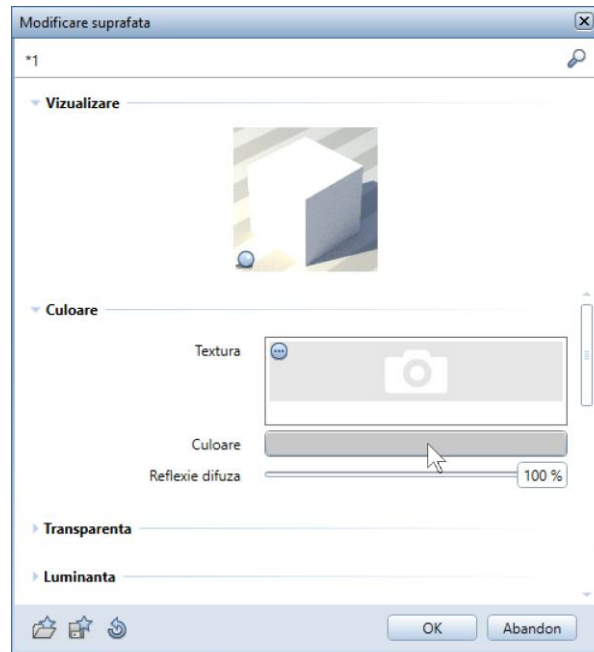 Modificare suprafata
*1
Vizualizare
Culoare
Textura
Culoare
Reflexie difuza
100 %
Transparenta
Luminanta
OK
Abandon